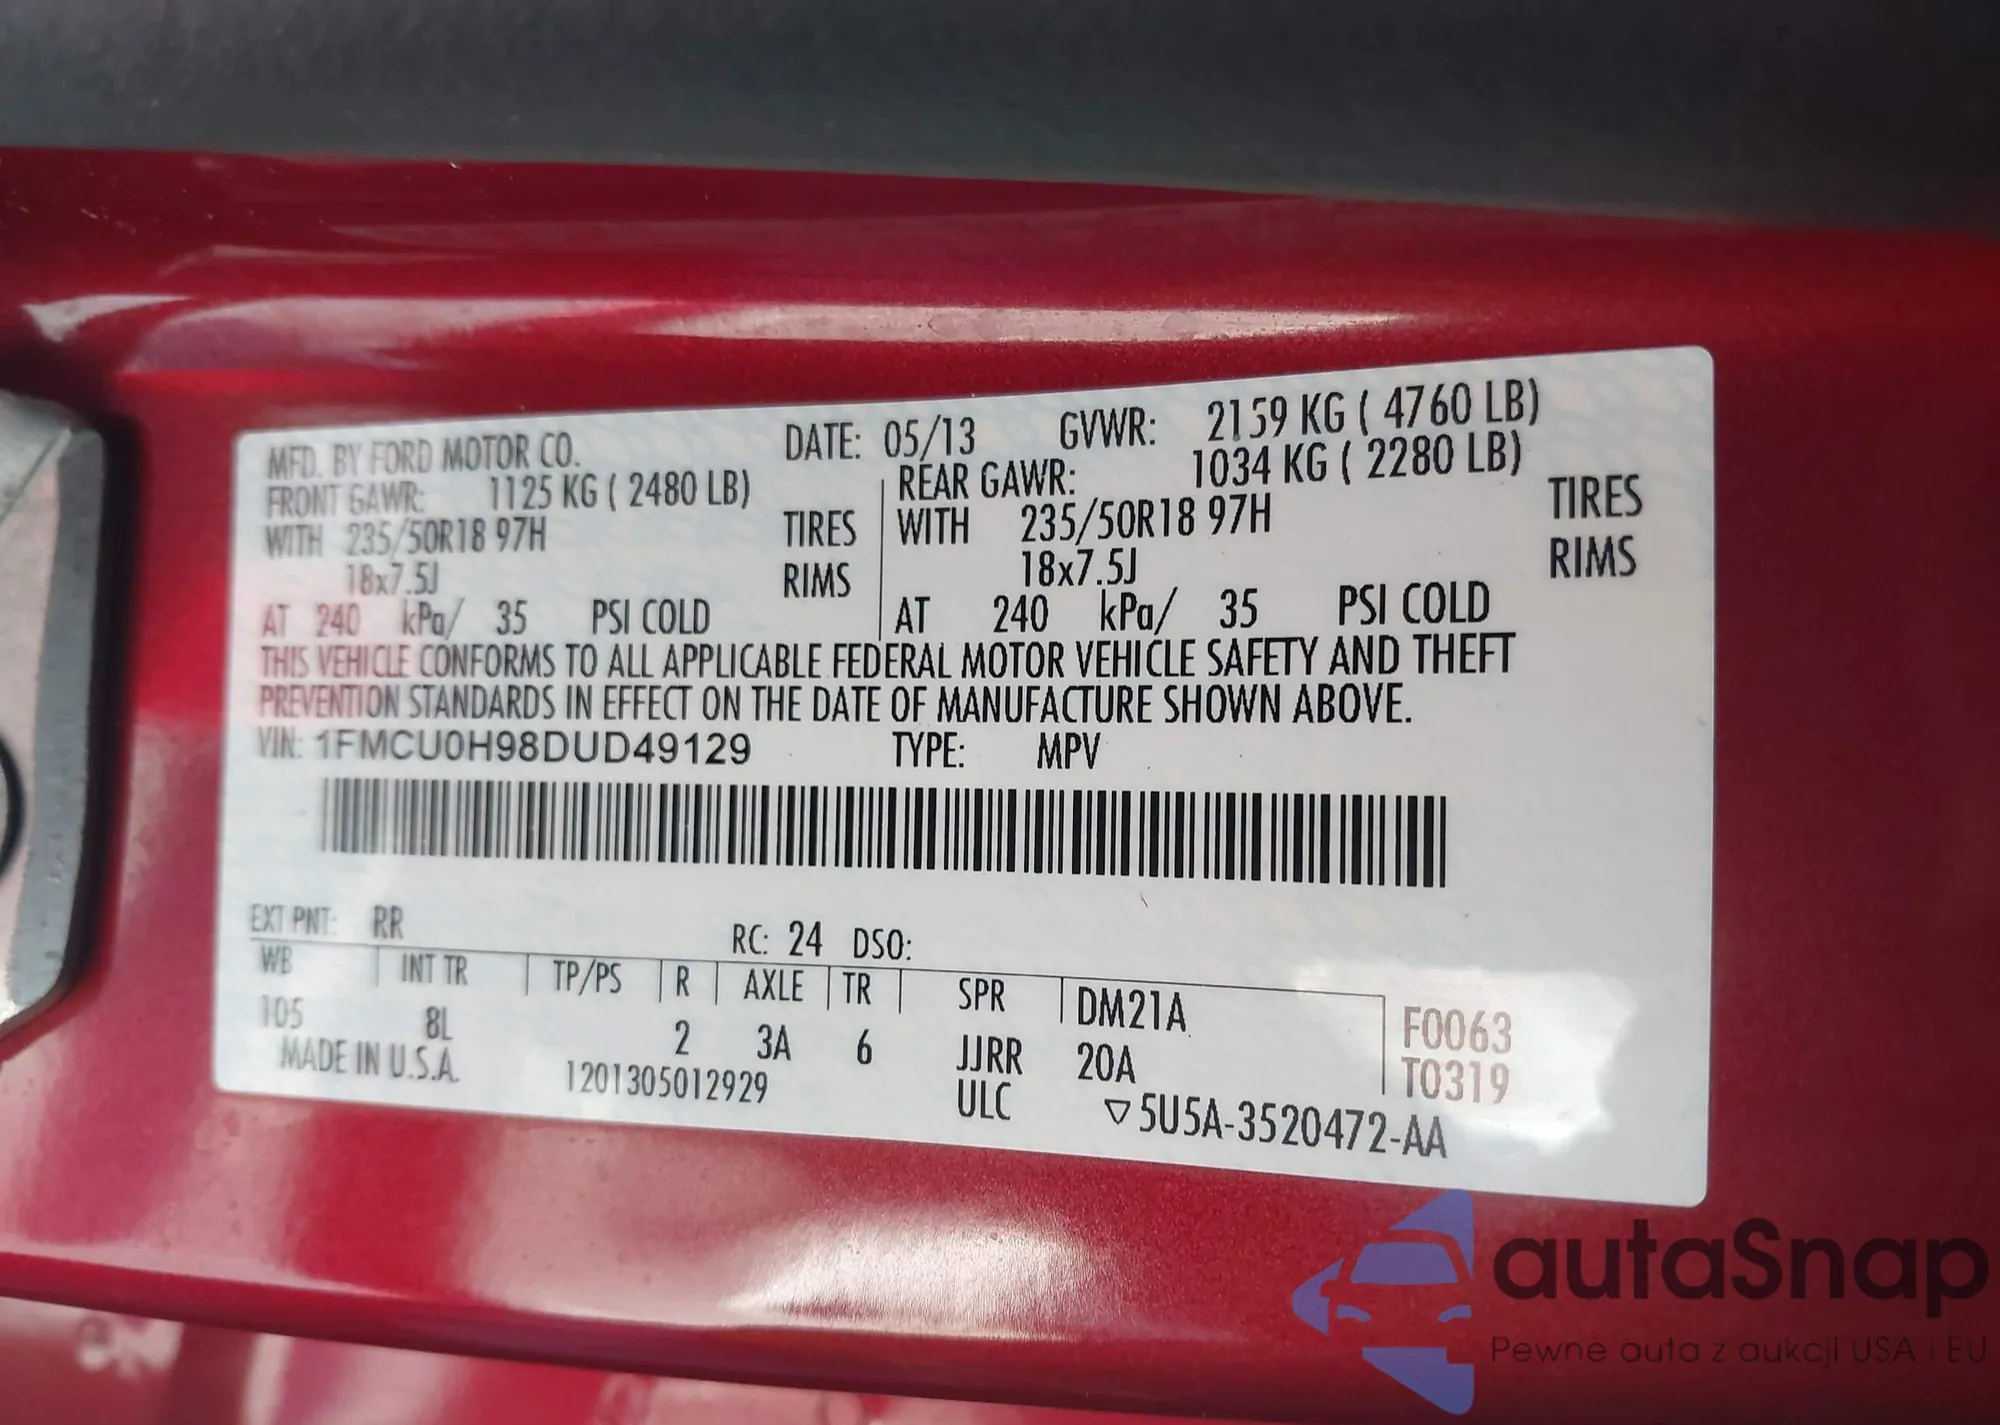 MFD. BY FORD MOTOR CO. DATE: 05/13 GVWR: 2159 KG ( 4760 LB)
FRONT GAWR: 1125 KG ( 2480 LB) REAR GAWR: 1034 KG ( 2280 LB)
WITH 235/50R18 97H TIRES WITH 235/50R18 97H TIRES
18x7.5J RIMS 18x7.5J RIMS
AT 240 kPa/ 35 PSI COLD AT 240 kPa/ 35 PSI COLD
THIS VEHICLE CONFORMS TO ALL APPLICABLE FEDERAL MOTOR VEHICLE SAFETY AND THEFT
PREVENTION STANDARDS IN EFFECT ON THE DATE OF MANUFACTURE SHOWN ABOVE.
VIN: 1FMCU0H98DUD49129 TYPE: MPV
EXT PNT: RR RC: 24 DSO:
WB INT TR TP/PS R AXLE TR SPR DM21A F0063
105 8L 2 3A 6 JJRR 20A T0319
MADE IN U.S.A. 1201305012929 ULC ▽5U5A-3520472-AA
autaSnap
Pewne auta z aukcji USA i EU